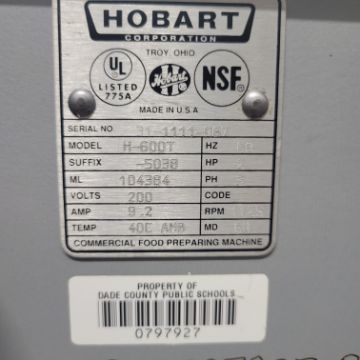 HOBART
CORPORATION
TROY, OHIO
UL
LISTED
775A
Hobart
NSF
MADE IN U.S.A
SERIAL NO
MODEL H-600T HZ
SUFFIX -5038 HP
ML 104384 PH
VOLTS 200 CODE
AMP 9.2 RPM
TEMP 40C AMB MD
COMMERCIAL FOOD PREPARING MACHINE
PROPERTY OF
DADE COUNTY PUBLIC SCHOOLS
0797927